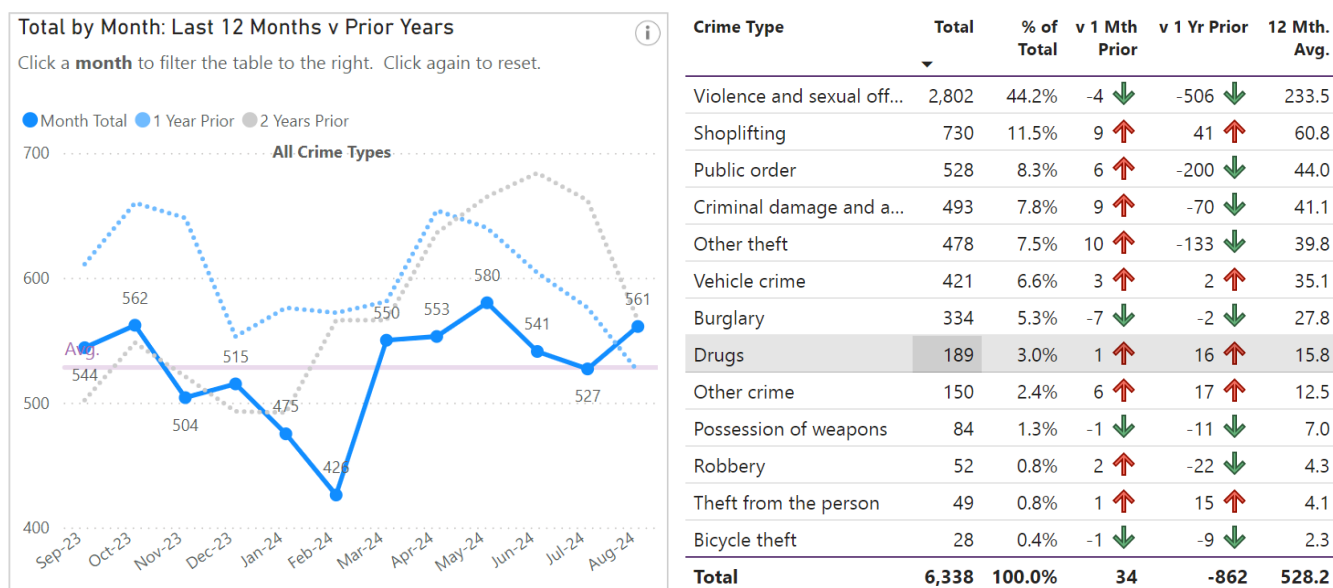 Total by Month: Last 12 Months v Prior Years
Click a month to filter the table to the right. Click again to reset.
Month Total 1 Year Prior 2 Years Prior
All Crime Types
700
600
500
400
Avg.
544
562
504
515
475
426
550
553
580
541
527
561
Sep-23
Oct-23
Nov-23
Dec-23
Jan-24
Feb-24
Mar-24
Apr-24
May-24
Jun-24
Jul-24
Aug-24
Crime Type Total % of Total v 1 Mth Prior v 1 Yr Prior 12 Mth. Avg.
Violence and sexual off... 2,802 44.2% -4 -506 233.5
Shoplifting 730 11.5% 9 41 60.8
Public order 528 8.3% 6 -200 44.0
Criminal damage and a... 493 7.8% 9 -70 41.1
Other theft 478 7.5% 10 -133 39.8
Vehicle crime 421 6.6% 3 2 35.1
Burglary 334 5.3% -7 -2 27.8
Drugs 189 3.0% 1 16 15.8
Other crime 150 2.4% 6 17 12.5
Possession of weapons 84 1.3% -1 -11 7.0
Robbery 52 0.8% 2 -22 4.3
Theft from the person 49 0.8% 1 15 4.1
Bicycle theft 28 0.4% -1 -9 2.3
Total 6,338 100.0% 34 -862 528.2